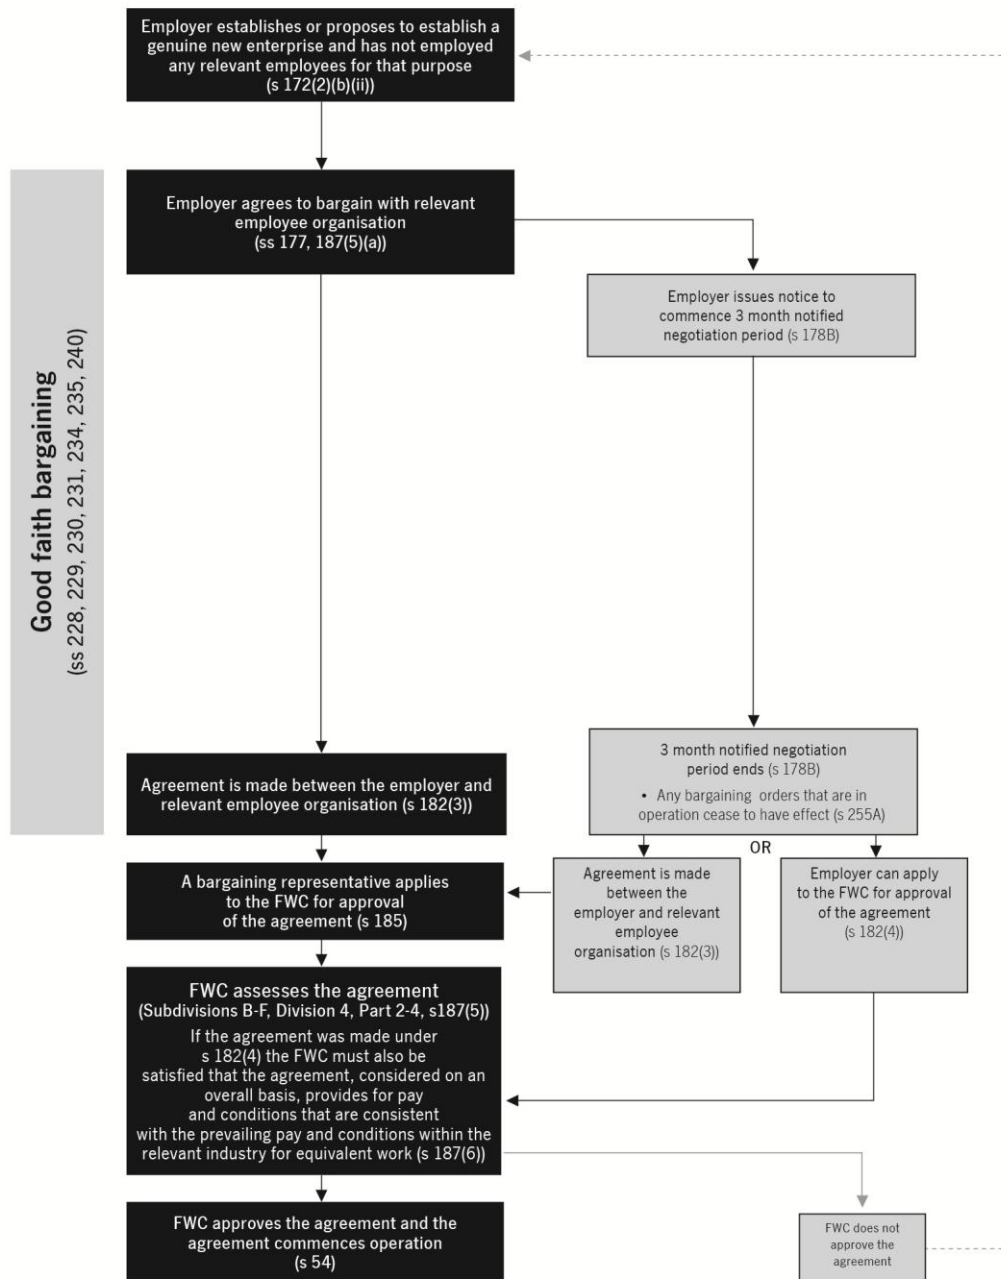 Employer establishes or proposes to establish a
genuine new enterprise and has not employed
any relevant employees for that purpose
(s 172(2)(b)(ii))
Good faith bargaining
(ss 228, 229, 230, 231, 234, 235, 240)
Employer agrees to bargain with relevant
employee organisation
(ss 177, 187(5)(a))
Employer issues notice to
commence 3 month notified
negotiation period (s 178B)
Agreement is made between the employer and
relevant employee organisation (s 182(3))
3 month notified negotiation
period ends (s 178B)
• Any bargaining orders that are in
operation cease to have effect (s 255A)
OR
A bargaining representative applies
to the FWC for approval
of the agreement (s 185)
Agreement is made
between the
employer and relevant
employee
organisation (s 182(3))
Employer can apply
to the FWC for approval
of the agreement
(s 182(4))
FWC assesses the agreement
(Subdivisions B-F, Division 4, Part 2-4, s187(5))
If the agreement was made under
s 182(4) the FWC must also be
satisfied that the agreement, considered on an
overall basis, provides for pay
and conditions that are consistent
with the prevailing pay and conditions within the
relevant industry for equivalent work (s 187(6))
FWC approves the agreement and the
agreement commences operation
(s 54)
FWC does not
approve the
agreement